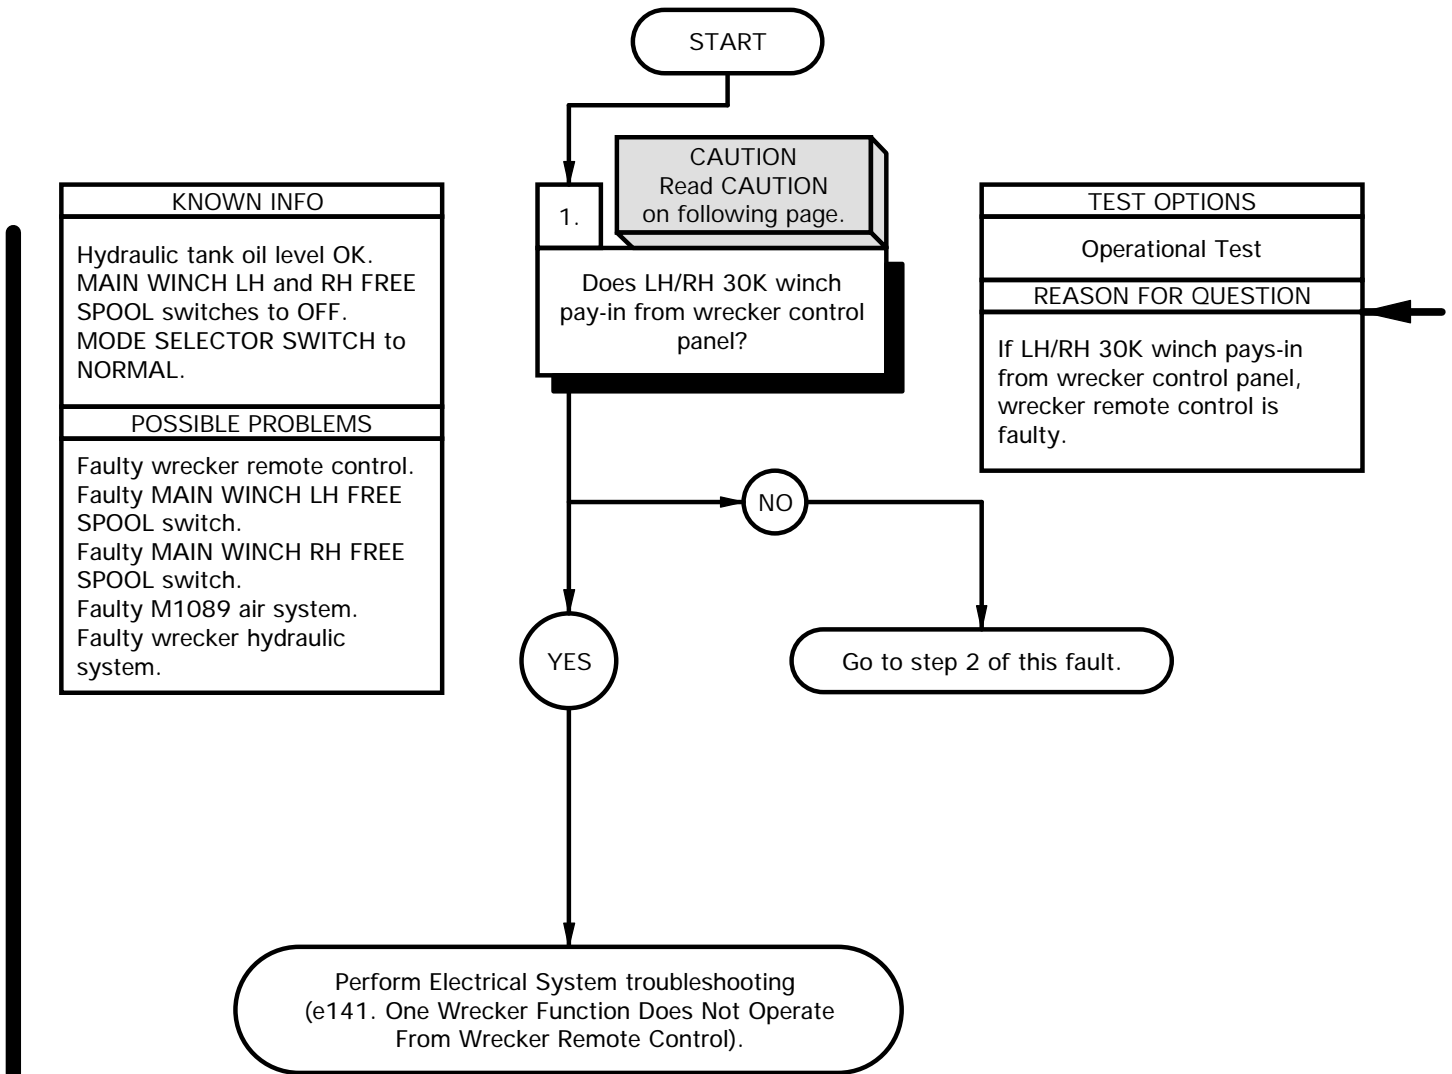 START
CAUTION
Read CAUTION
on following page.
1.
Does LH/RH 30K winch
pay-in from wrecker control
panel?
KNOWN INFO
Hydraulic tank oil level OK.
MAIN WINCH LH and RH FREE
SPOOL switches to OFF.
MODE SELECTOR SWITCH to
NORMAL.
POSSIBLE PROBLEMS
Faulty wrecker remote control.
Faulty MAIN WINCH LH FREE
SPOOL switch.
Faulty MAIN WINCH RH FREE
SPOOL switch.
Faulty M1089 air system.
Faulty wrecker hydraulic
system.
TEST OPTIONS
Operational Test
REASON FOR QUESTION
If LH/RH 30K winch pays-in
from wrecker control panel,
wrecker remote control is
faulty.
NO
YES
Go to step 2 of this fault.
Perform Electrical System troubleshooting
(e141. One Wrecker Function Does Not Operate
From Wrecker Remote Control).